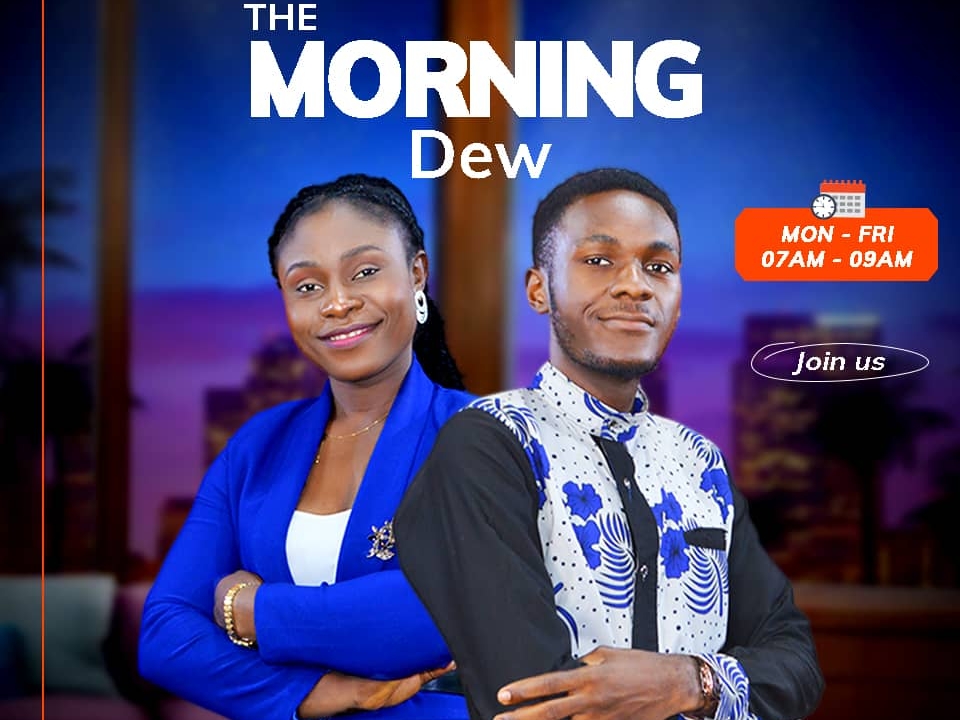 THE
MORNING
Dew
MON - FRI
07AM - 09AM
Join us